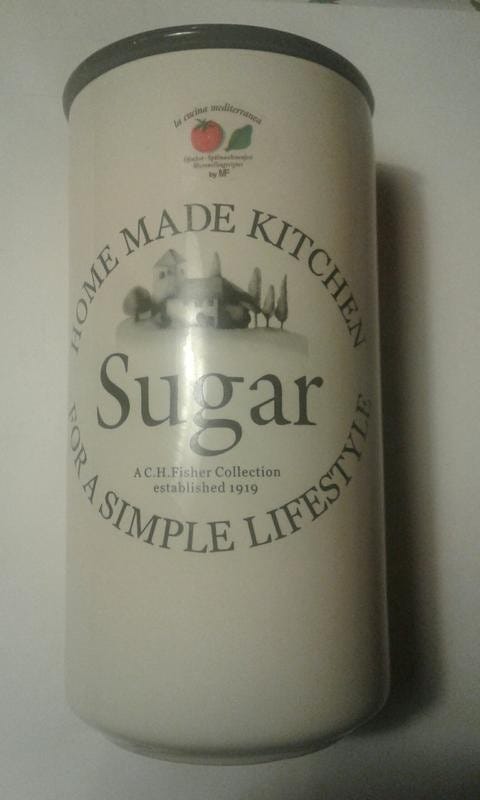 la cucina mediterranea
by MF
HOME MADE KITCHEN
Sugar
A C.H.Fisher Collection
established 1919
FOR A SIMPLE LIFESTYLE